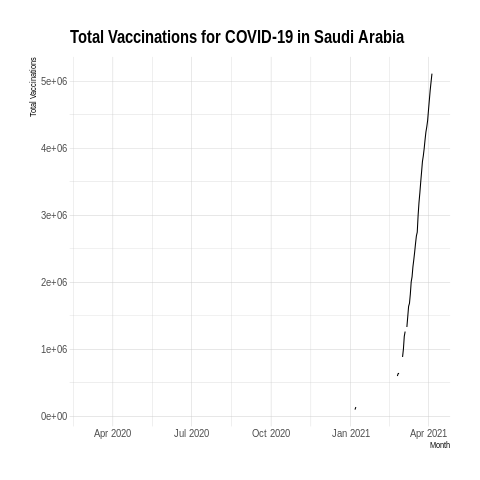 Total Vaccinations for COVID-19 in Saudi Arabia
Total Vaccinations
5e+06
4e+06
3e+06
2e+06
1e+06
0e+00
Apr 2020 Jul 2020 Oct 2020 Jan 2021 Apr 2021
Month